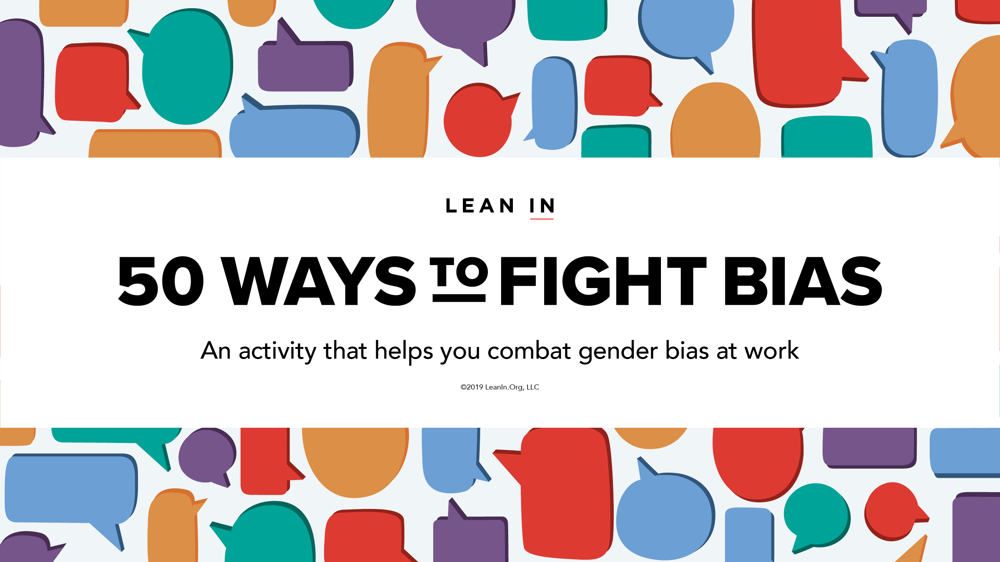 LEAN IN
50 WAYS TO FIGHT BIAS
An activity that helps you combat gender bias at work
©2019 LeanIn.Org, LLC